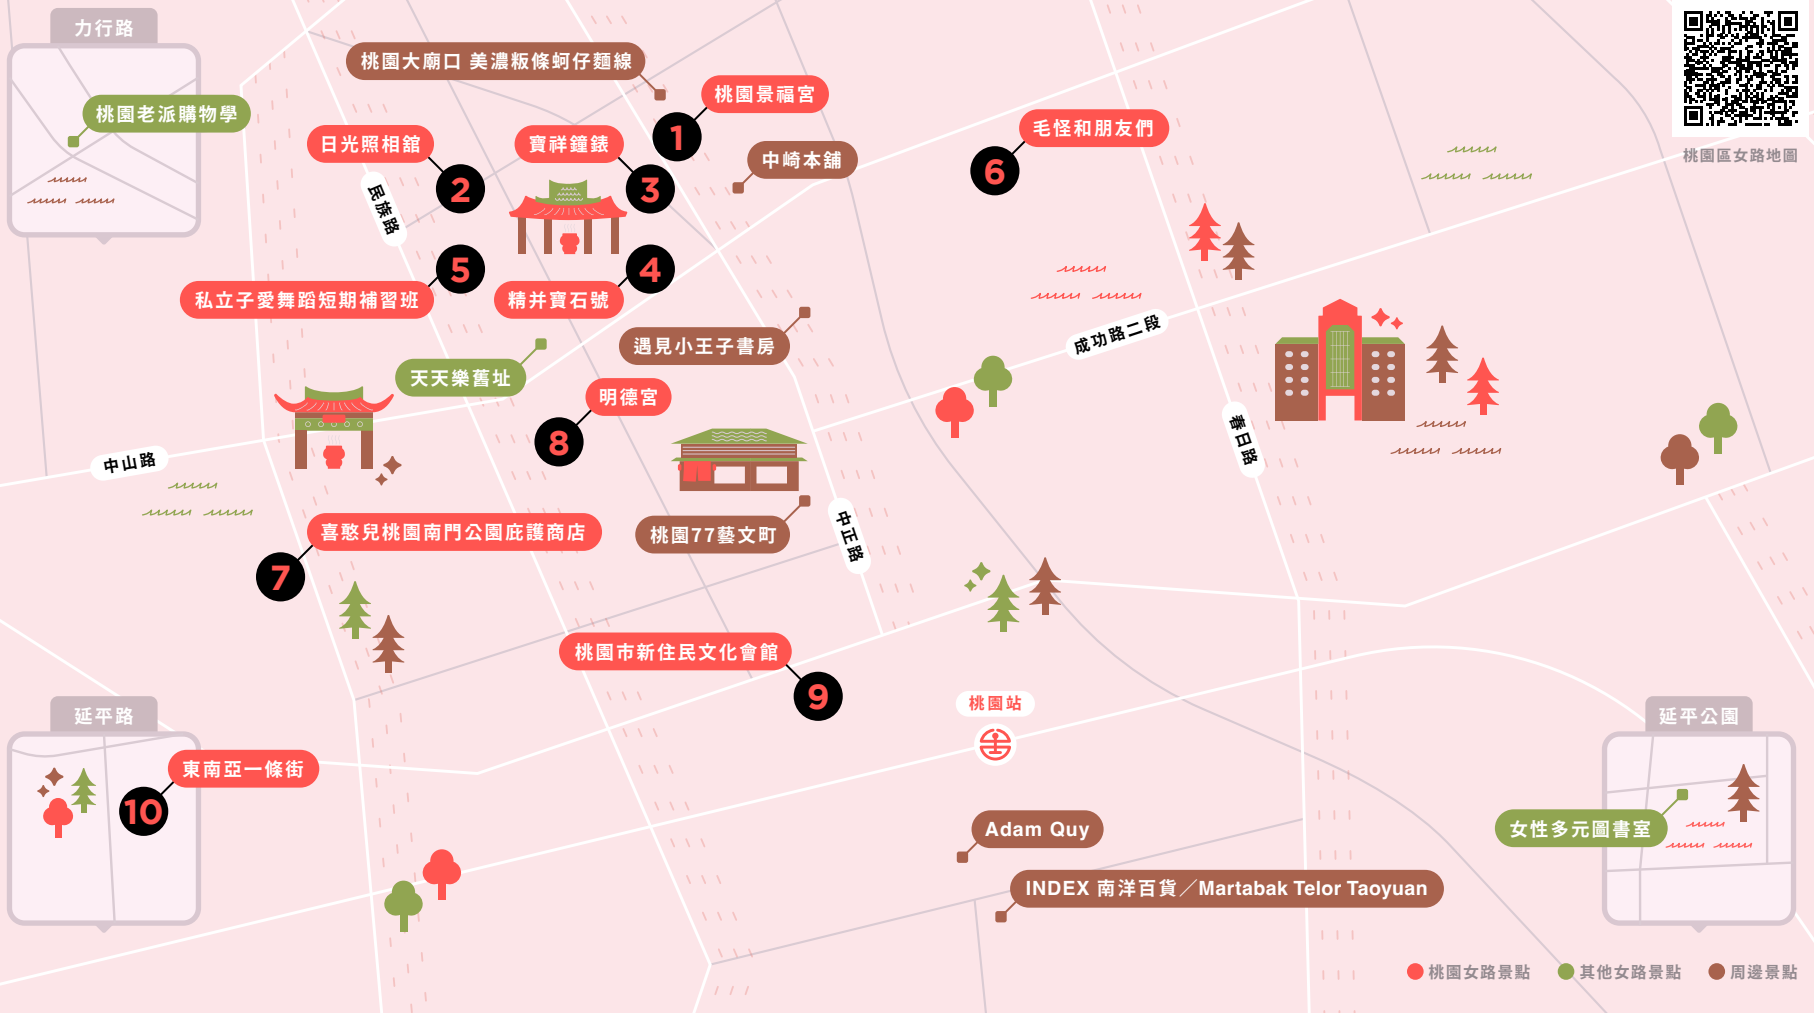 力行路
桃園老派購物學
桃園大廟口 美濃粄條蚵仔麵線
桃園景福宮
1
日光照相舘
2
寶祥鐘錶
3
中崎本舖
毛怪和朋友們
6
桃園區女路地圖
民族路
5
私立子愛舞蹈短期補習班
4
精并寶石號
遇見小王子書房
天天樂舊址
明德宮
8
成功路二段
春日路
中山路
中正路
桃園77藝文町
喜憨兒桃園南門公園庇護商店
7
桃園市新住民文化會館
9
桃園站
延平路
東南亞一條街
10
延平公園
女性多元圖書室
Adam Quy
INDEX 南洋百貨／Martabak Telor Taoyuan
桃園女路景點
其他女路景點
周邊景點